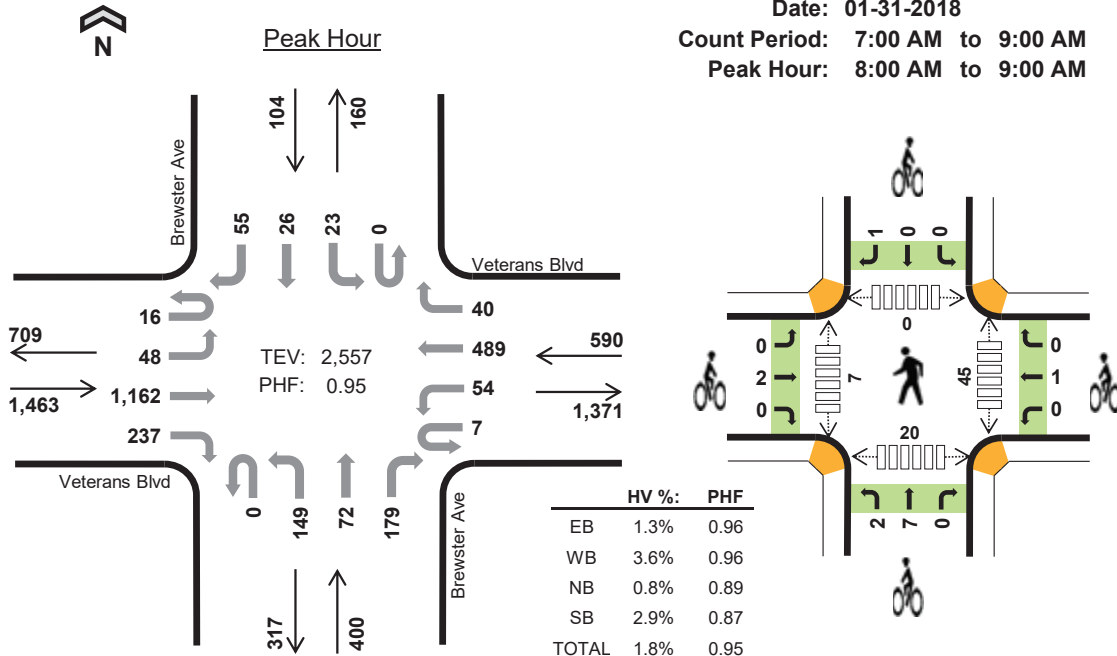 N
Peak Hour
Date: 01-31-2018
Count Period: 7:00 AM to 9:00 AM
Peak Hour: 8:00 AM to 9:00 AM
104
160
Brewster Ave
55
26
23
0
Veterans Blvd
16
40
709
48
TEV: 2,557
489
590
1,463
1,162
PHF: 0.95
54
1,371
237
7
Veterans Blvd
0
149
72
179
Brewster Ave
317
400
HV %: PHF
EB 1.3% 0.96
WB 3.6% 0.96
NB 0.8% 0.89
SB 2.9% 0.87
TOTAL 1.8% 0.95
1
0
0
0
0
0
2
7
45
1
0
0
20
2
7
0